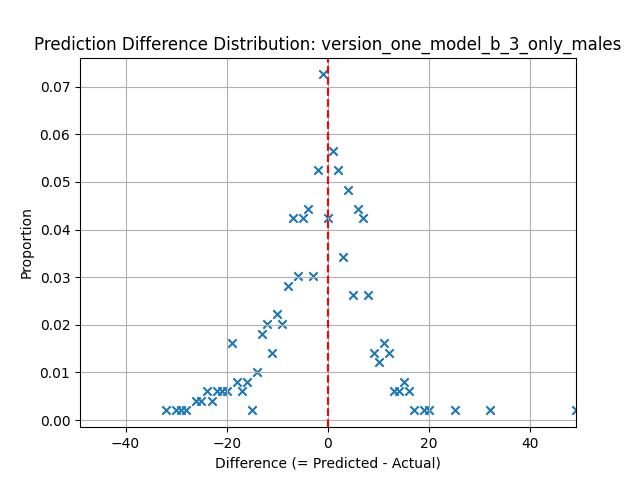 Prediction Difference Distribution: version_one_model_b_3_only_males
0.07
0.06
0.05
0.04
0.03
0.02
0.01
0.00
Proportion
−40 −20 0 20 40
Difference (= Predicted - Actual)